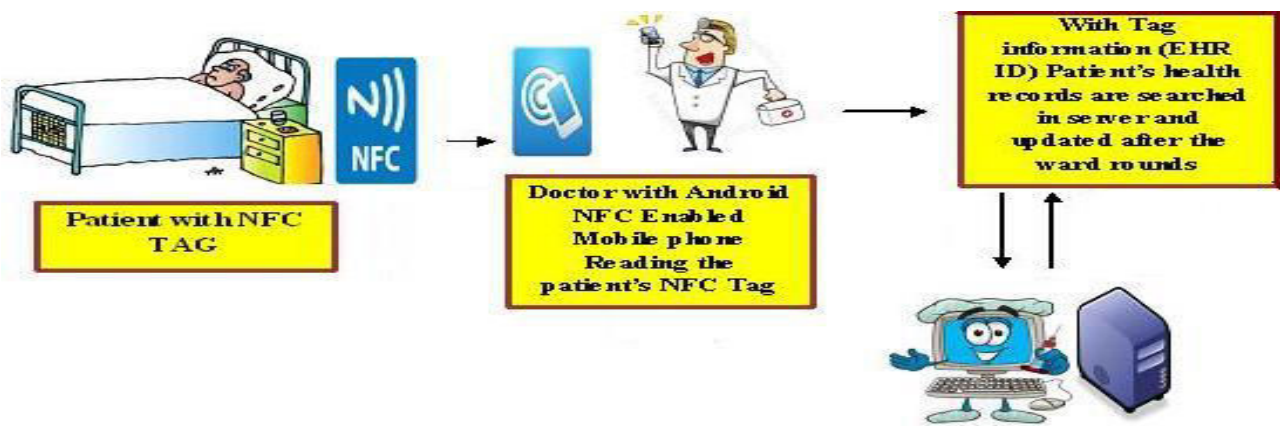 NFC
Patient with NFC
TAG
Doctor with Android
NFC Enabled
Mobile phone
Reading the
patient's NFC Tag
With Tag
information (EHR
ID) Patient's health
records are searched
in server and
updated after the
ward rounds